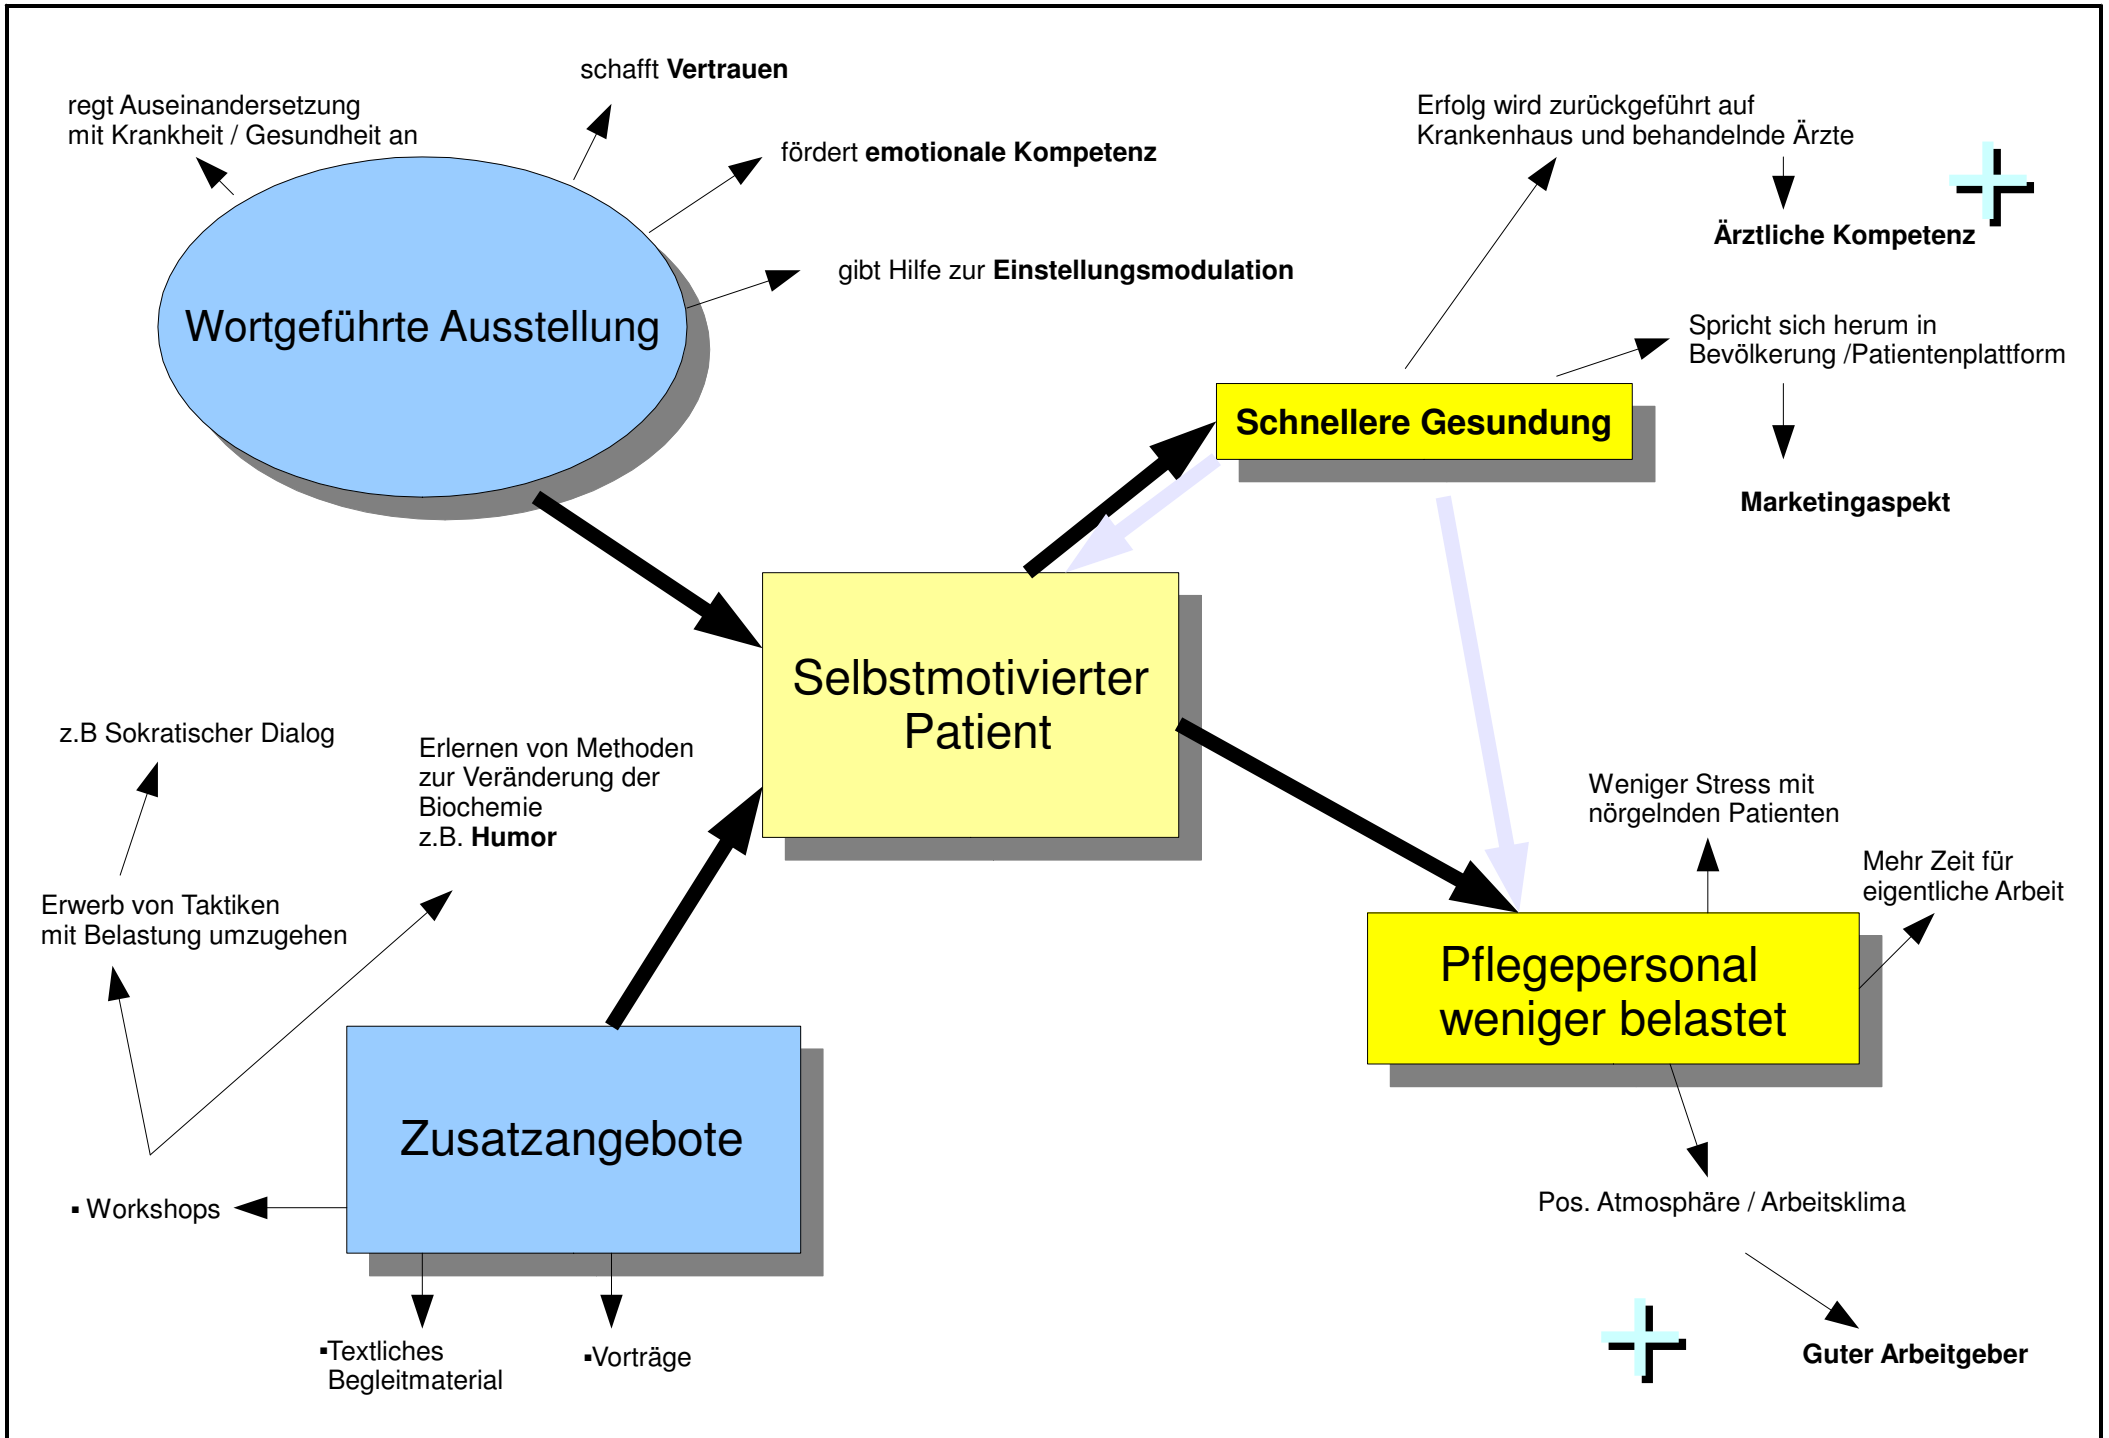 schafft Vertrauen
regt Auseinandersetzung
mit Krankheit / Gesundheit an
fördert emotionale Kompetenz
gibt Hilfe zur Einstellungsmodulation
Wortgeführte Ausstellung
Erfolg wird zurückgeführt auf
Krankenhaus und behandelnde Ärzte
Ärztliche Kompetenz
Spricht sich herum in
Bevölkerung /Patientenplattform
Schnellere Gesundung
Marketingaspekt
Selbstmotivierter
Patient
z.B Sokratischer Dialog
Erlernen von Methoden
zur Veränderung der
Biochemie
z.B. Humor
Erwerb von Taktiken
mit Belastung umzugehen
Weniger Stress mit
nörgelnden Patienten
Mehr Zeit für
eigentliche Arbeit
Pflegepersonal
weniger belastet
Zusatzangebote
▪ Workshops
▪Textliches
Begleitmaterial
▪Vorträge
Pos. Atmosphäre / Arbeitsklima
Guter Arbeitgeber